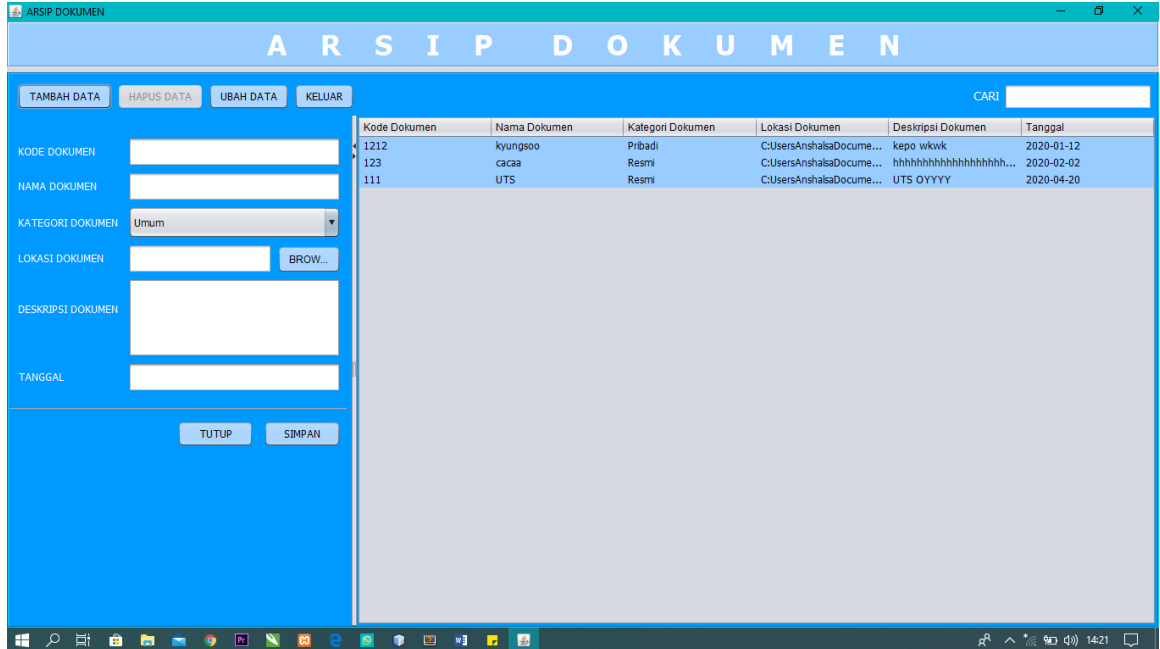 ARSIP DOKUMEN
A R S I P D O K U M E N
TAMBAH DATA HAPUS DATA UBAH DATA KELUAR CARI
Kode Dokumen Nama Dokumen Kategori Dokumen Lokasi Dokumen Deskripsi Dokumen Tanggal
1212 kyungsoo Pribadi C:UsersAnshalsaDocume... kepo wkwk 2020-01-12
123 cacaa Resmi C:UsersAnshalsaDocume... hhhhhhhhhhhhhhhhhhh... 2020-02-02
111 UTS Resmi C:UsersAnshalsaDocume... UTS OYYYY 2020-04-20
KODE DOKUMEN
NAMA DOKUMEN
KATEGORI DOKUMEN Umum
LOKASI DOKUMEN BROW...
DESKRIPSI DOKUMEN
TANGGAL
TUTUP SIMPAN
14:21